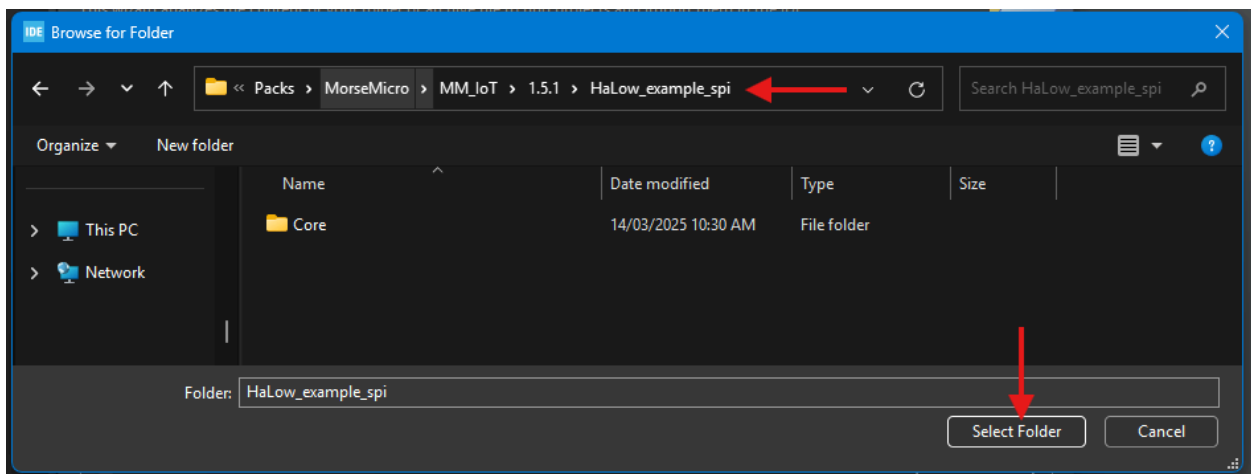 IDE Browse for Folder
« Packs › MorseMicro › MM_IoT › 1.5.1 › HaLow_example_spi
Search HaLow_example_spi
Organize New folder
?
Name Date modified Type Size
Core 14/03/2025 10:30 AM File folder
This PC
Network
Folder: HaLow_example_spi
Select Folder Cancel